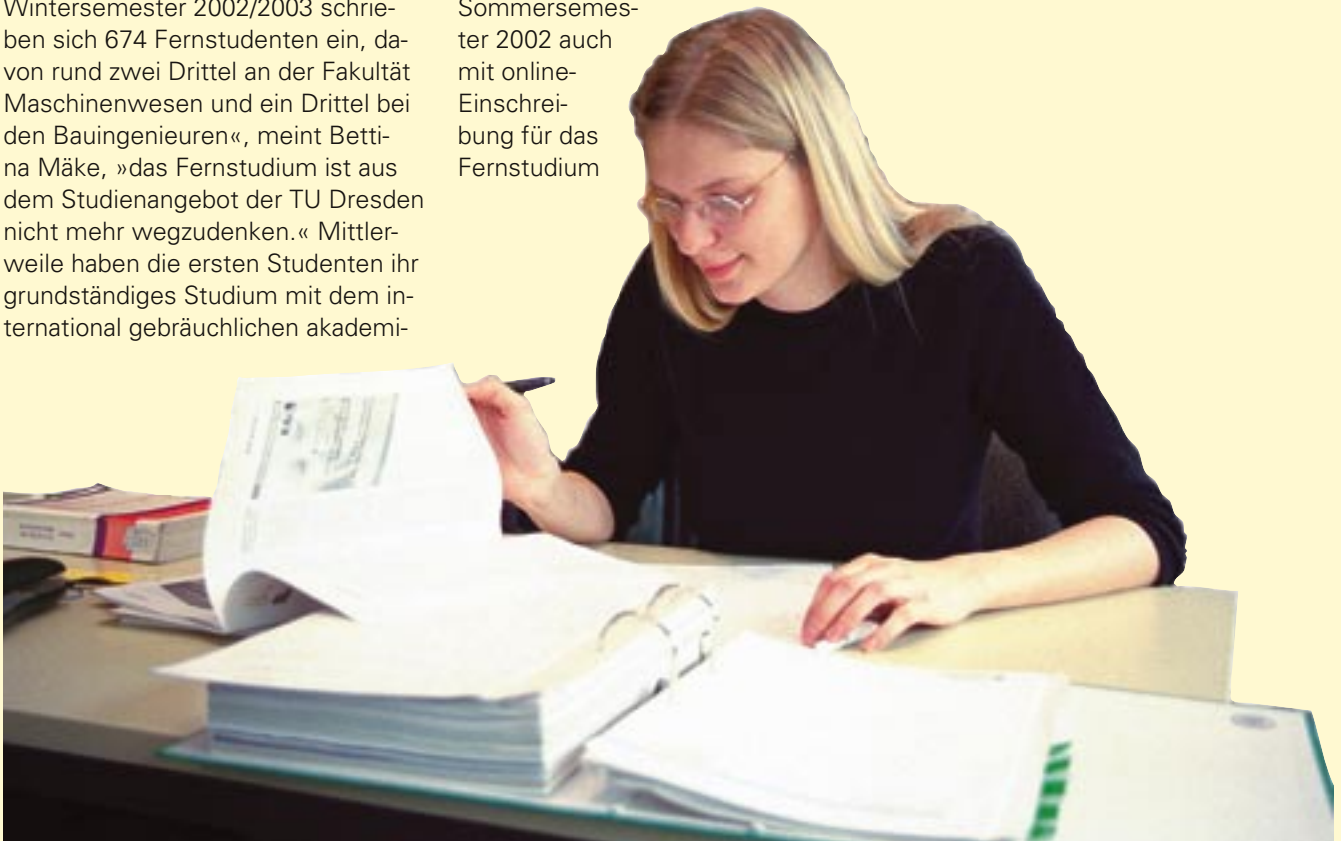 Wintersemester 2002/2003 schrie-
ben sich 674 Fernstudenten ein, da-
von rund zwei Drittel an der Fakultät
Maschinenwesen und ein Drittel bei
den Bauingenieuren«, meint Betti-
na Mäke, »das Fernstudium ist aus
dem Studienangebot der TU Dresden
nicht mehr wegzudenken.« Mittler-
weile haben die ersten Studenten ihr
grundständiges Studium mit dem in-
ternational gebräuchlichen akademi-
Sommersemes-
ter 2002 auch
mit online-
Einschrei-
bung für das
Fernstudium